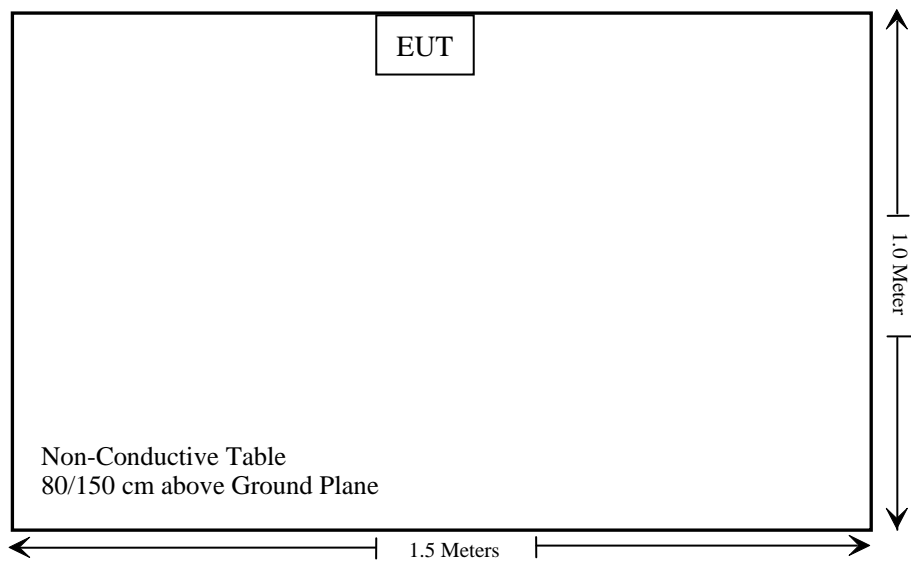 EUT
1.0 Meter
Non-Conductive Table
80/150 cm above Ground Plane
1.5 Meters